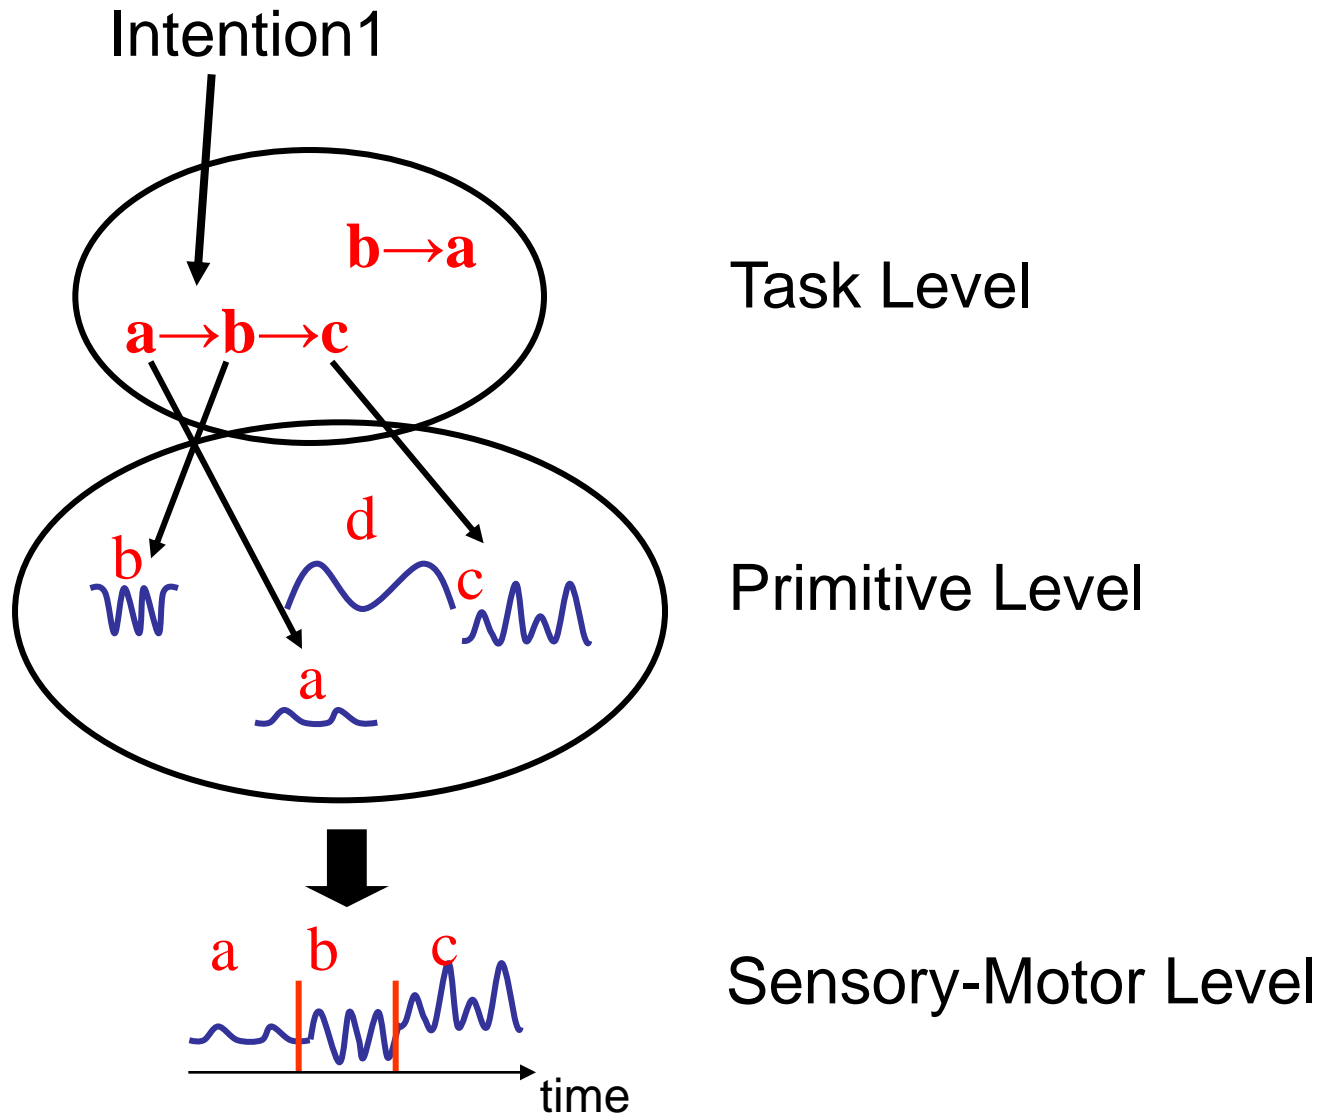 Intention1
b→a
Task Level
a→b→c
d
b
c
Primitive Level
a
a b c
Sensory-Motor Level
time